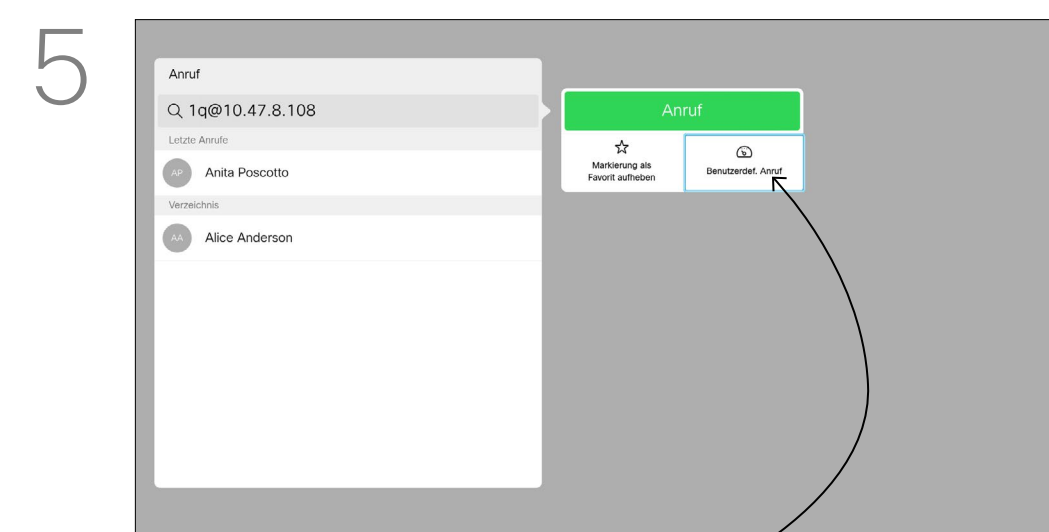 5
Anruf
1q@10.47.8.108
Letzte Anrufe
AP Anita Poscotto
Verzeichnis
AA Alice Anderson
Anruf
Markierung als
Favorit aufheben
Benutzerdef. Anruf